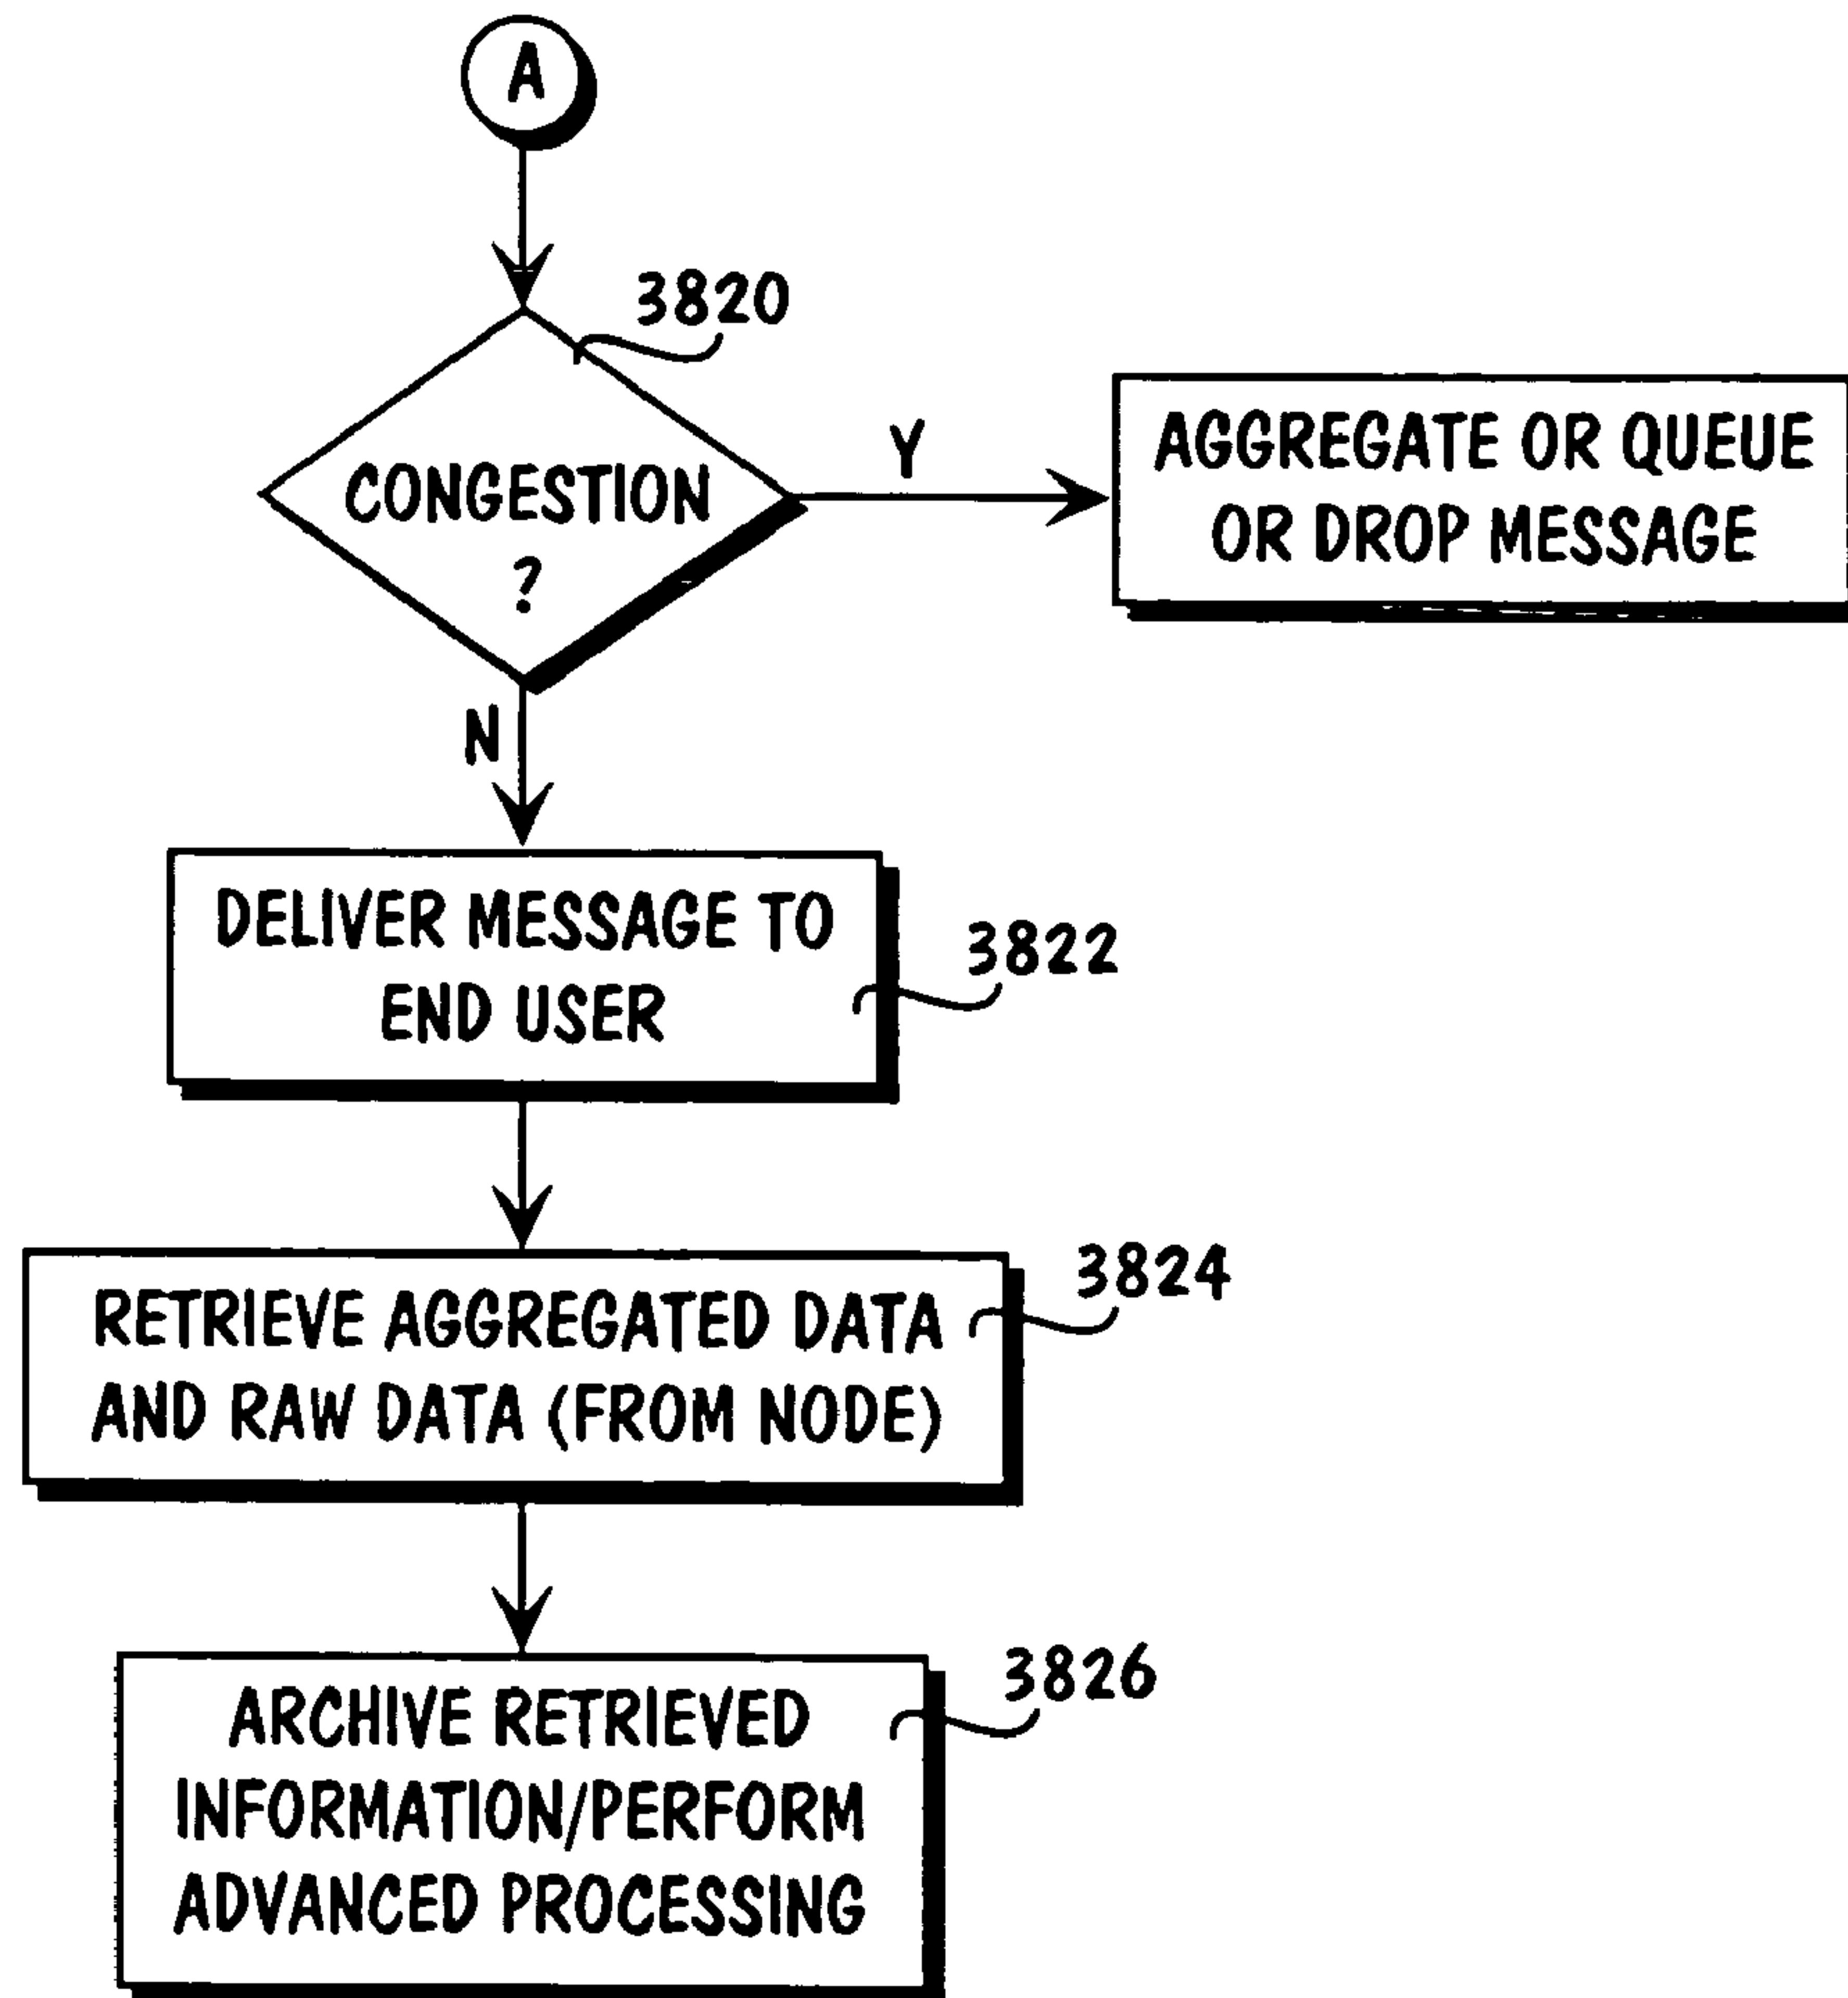 A
3820
CONGESTION
?
Y
AGGREGATE OR QUEUE
OR DROP MESSAGE
N
DELIVER MESSAGE TO
END USER
3822
RETRIEVE AGGREGATED DATA
AND RAW DATA (FROM NODE)
3824
ARCHIVE RETRIEVED
INFORMATION/PERFORM
ADVANCED PROCESSING
3826